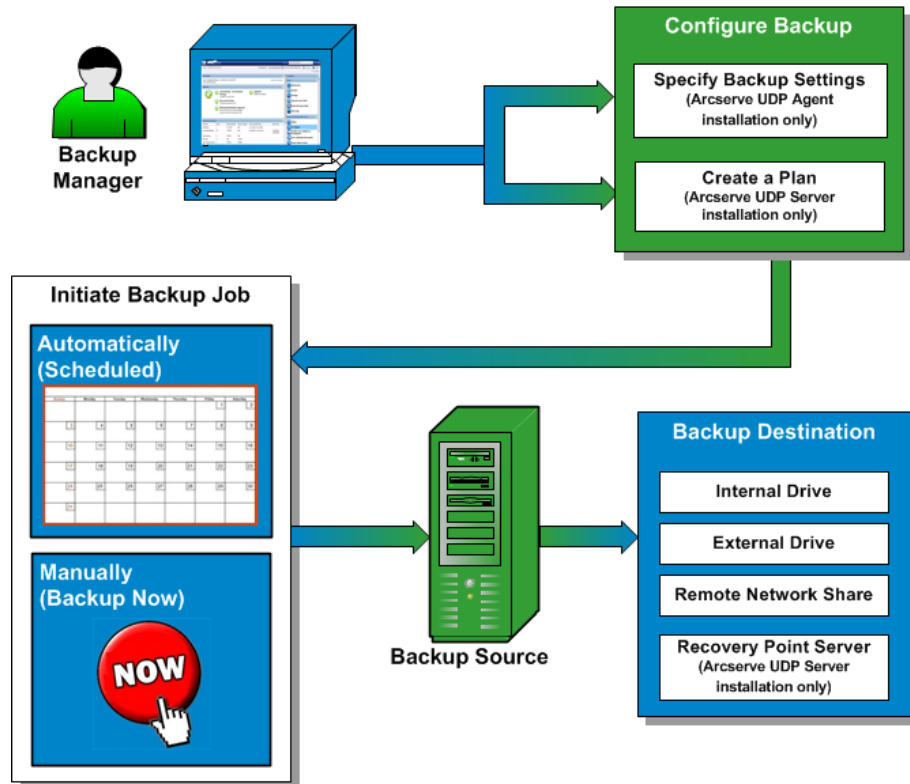 Configure Backup
Specify Backup Settings
(Arcserve UDP Agent
installation only)
Create a Plan
(Arcserve UDP Server
installation only)
Backup
Manager
Initiate Backup Job
Automatically
(Scheduled)
Manually
(Backup Now)
NOW
Backup Source
Backup Destination
Internal Drive
External Drive
Remote Network Share
Recovery Point Server
(Arcserve UDP Server
installation only)